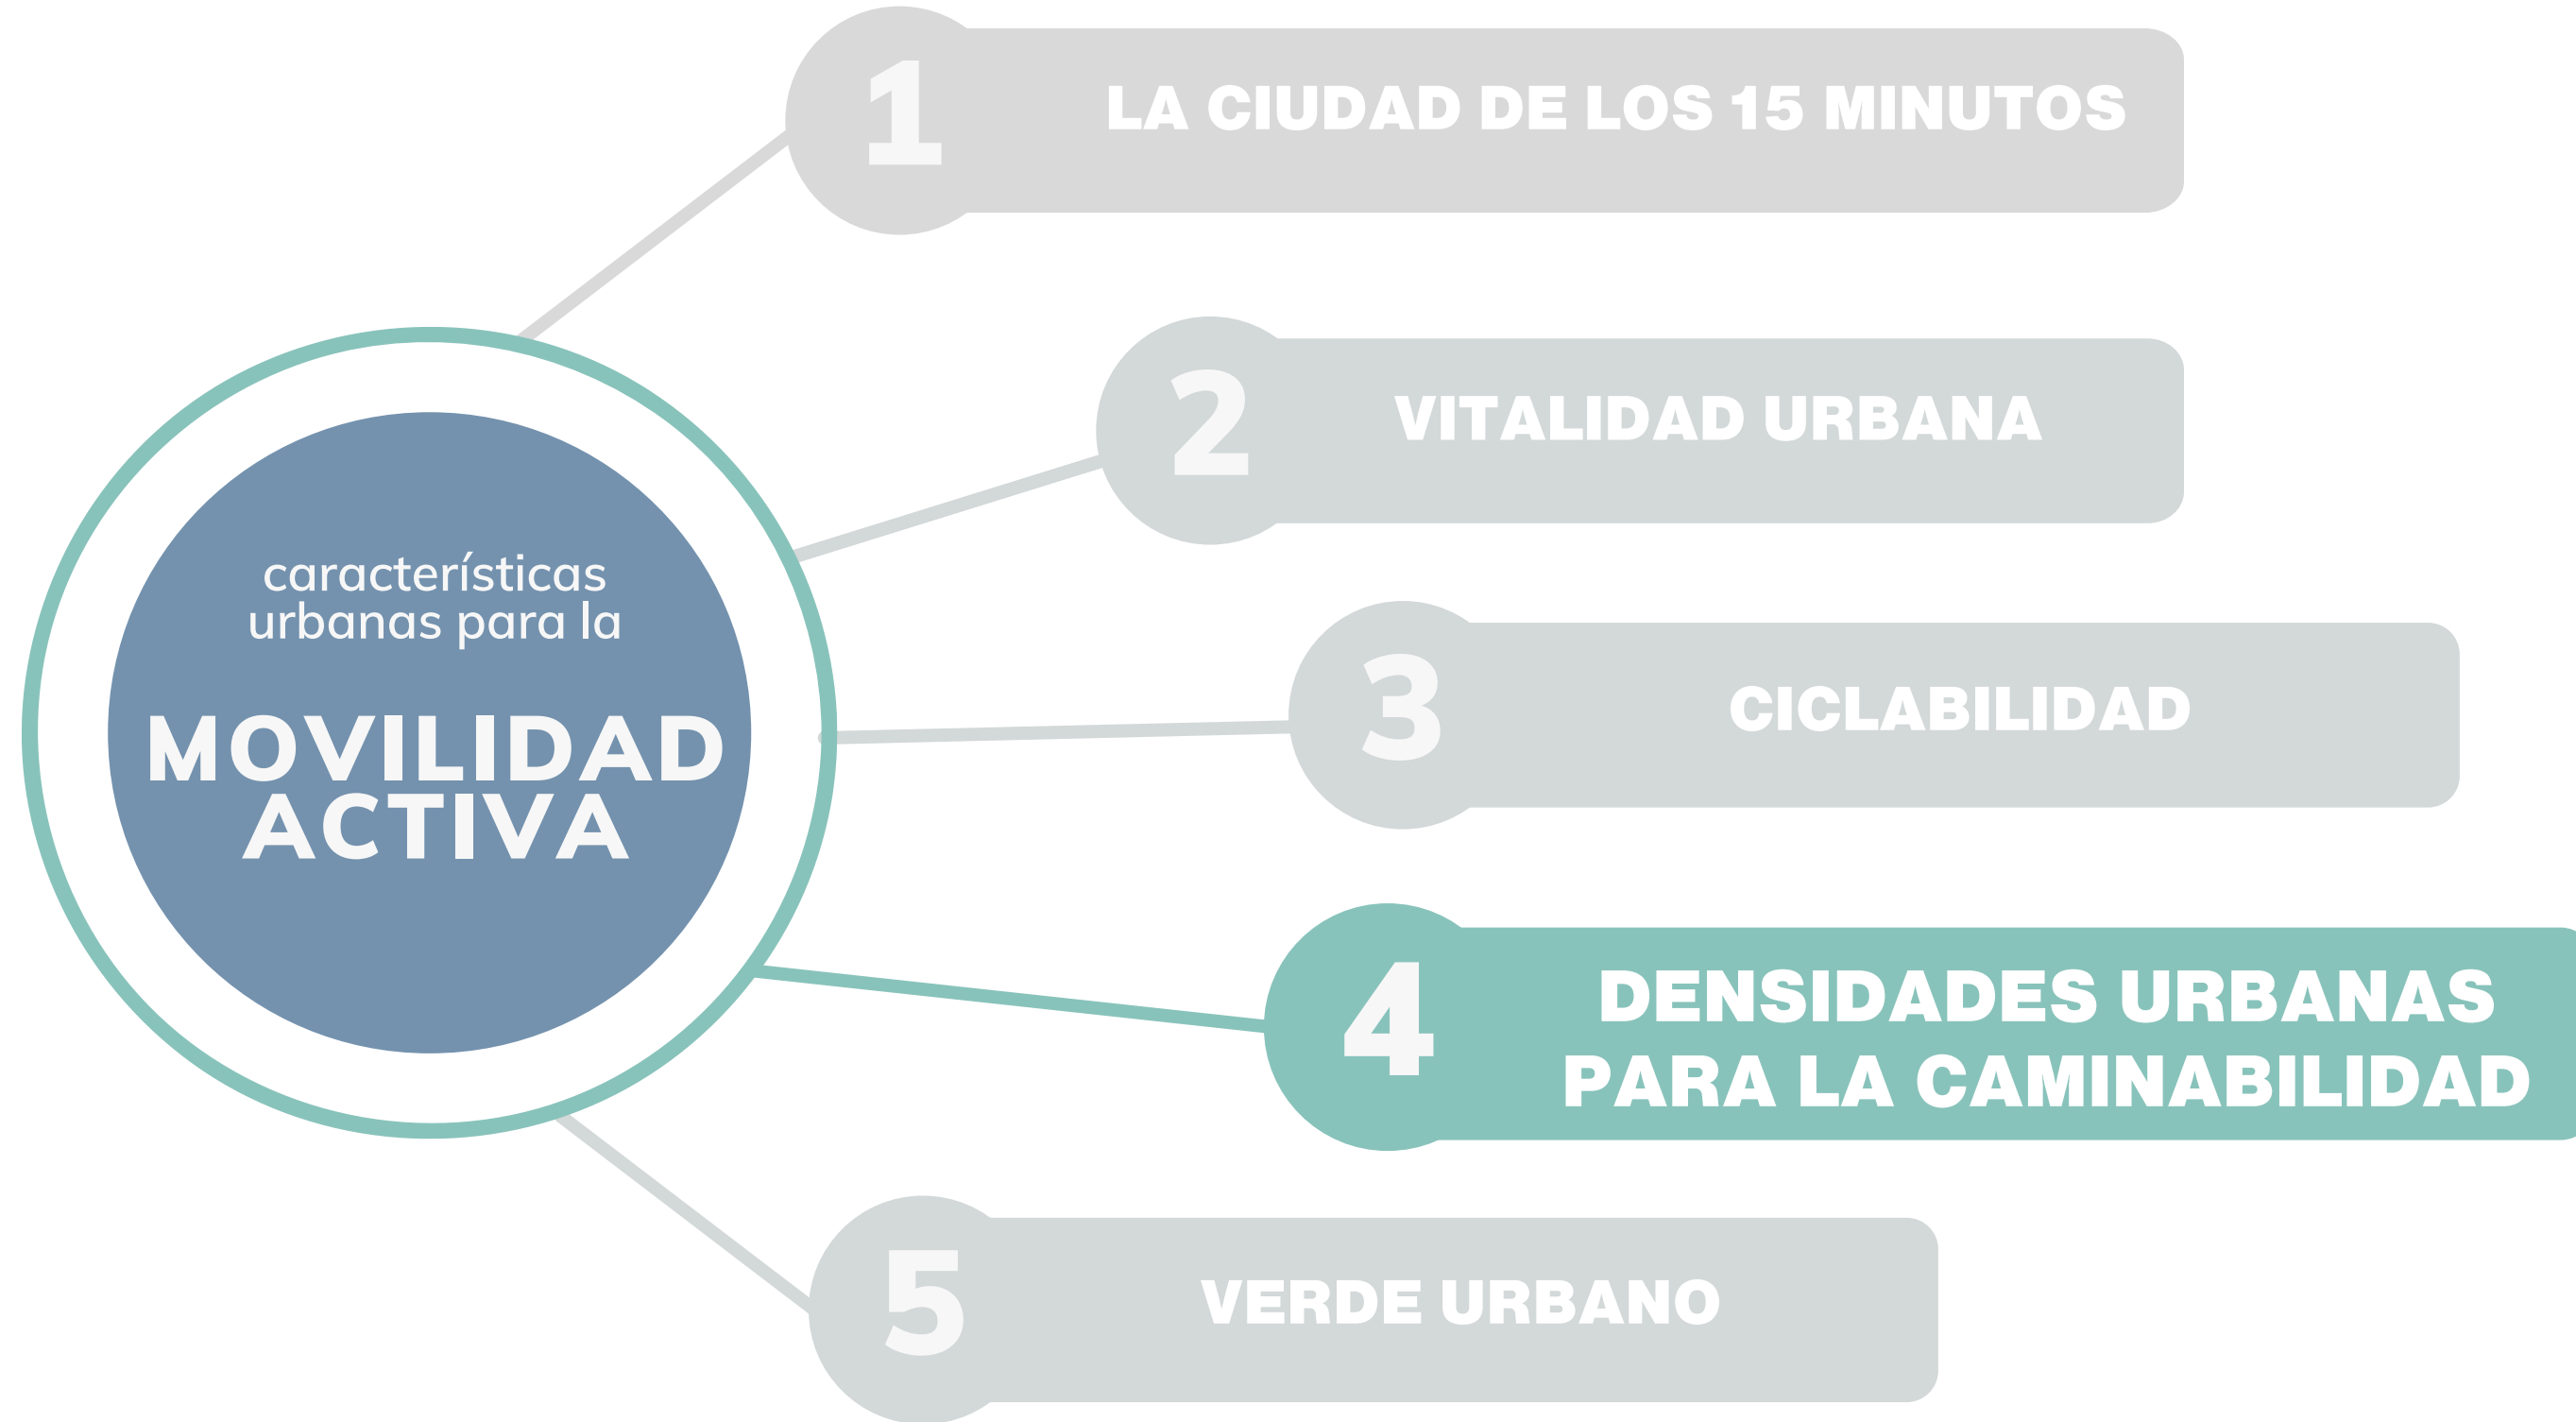 características
urbanas para la
MOVILIDAD
ACTIVA
1
LA CIUDAD DE LOS 15 MINUTOS
2
VITALIDAD URBANA
3
CICLABILIDAD
4
DENSIDADES URBANAS
PARA LA CAMINABILIDAD
5
VERDE URBANO